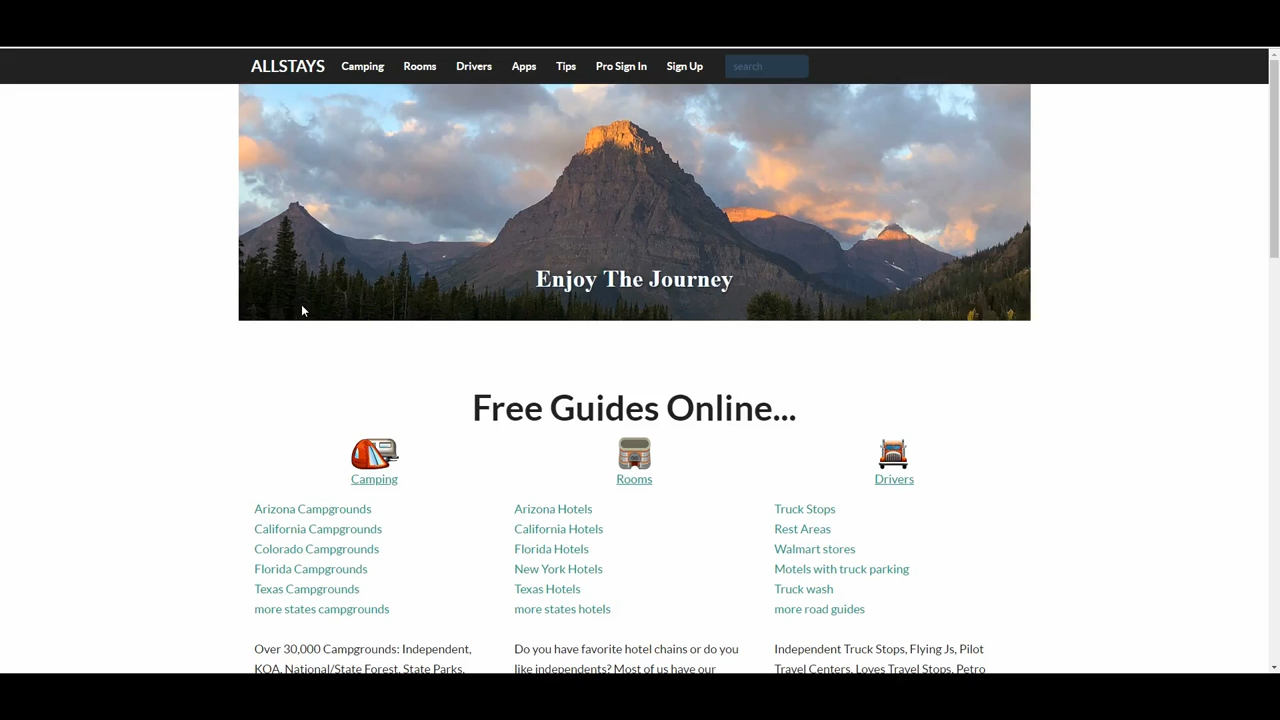 ALLSTAYS Camping Rooms Drivers Apps Tips Pro Sign In Sign Up search
Enjoy The Journey
Free Guides Online...
Camping Rooms Drivers
Arizona Campgrounds Arizona Hotels Truck Stops
California Campgrounds California Hotels Rest Areas
Colorado Campgrounds Florida Hotels Walmart stores
Florida Campgrounds New York Hotels Motels with truck parking
Texas Campgrounds Texas Hotels Truck wash
more states campgrounds more states hotels more road guides
Over 30,000 Campgrounds: Independent, Do you have favorite hotel chains or do you Independent Truck Stops, Flying Js, Pilot
KOA, National/State Forest, State Parks, like independents? Most of us have our Travel Centers, Loves Travel Stops, Petro